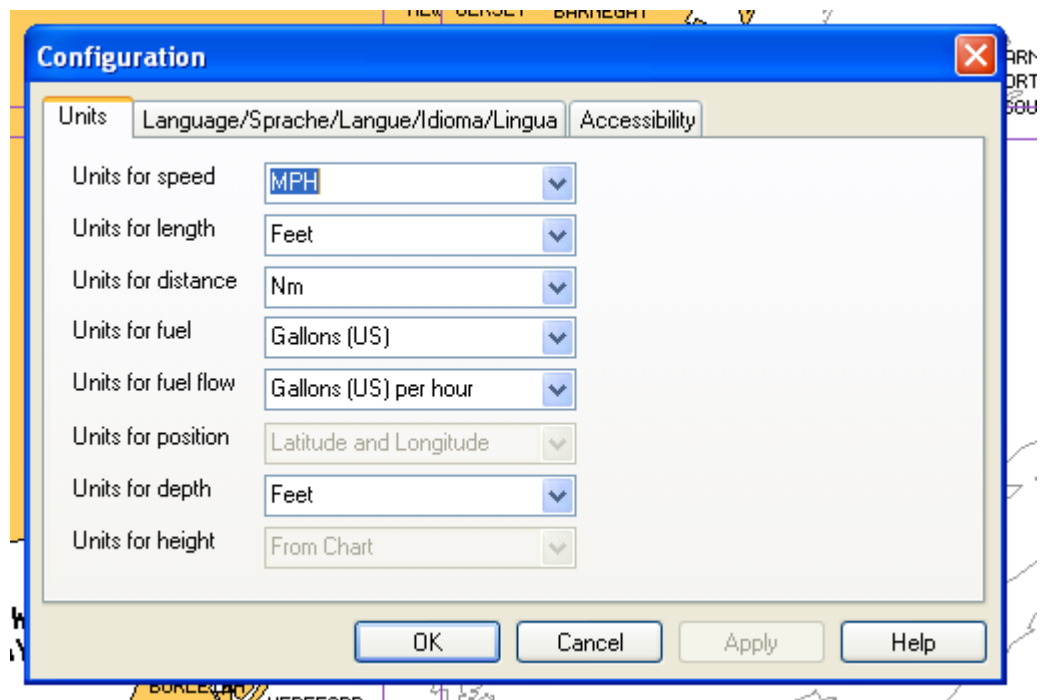 JERSEY BARNEGAT
Configuration
Units Language/Sprache/Langue/Idioma/Lingua Accessibility
Units for speed MPH
Units for length Feet
Units for distance Nm
Units for fuel Gallons (US)
Units for fuel flow Gallons (US) per hour
Units for position Latitude and Longitude
Units for depth Feet
Units for height From Chart
OK Cancel Apply Help
HEREFORD